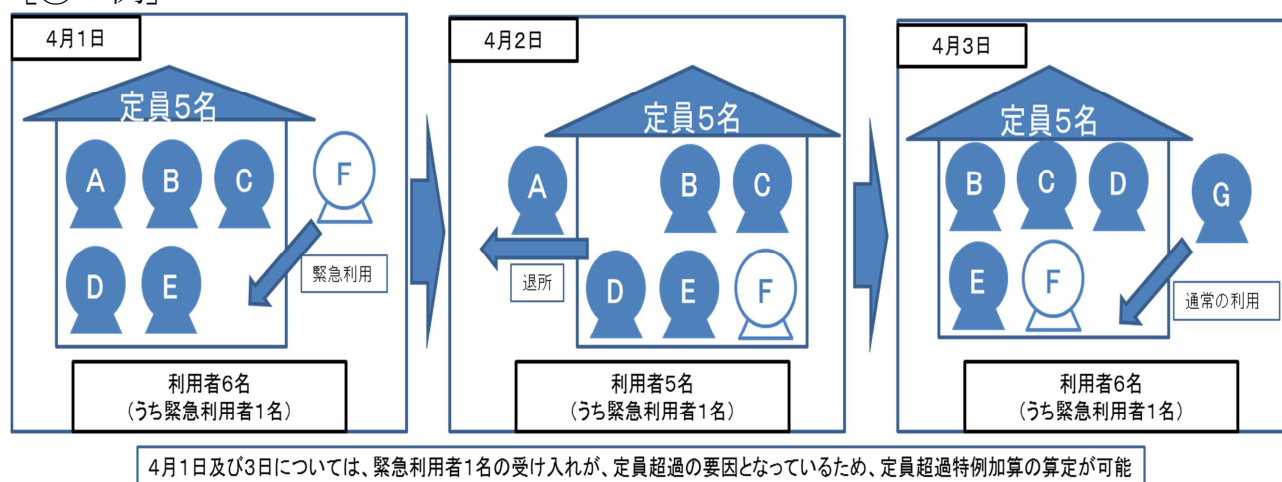 4月1日
定員5名
A B C
F
D E
緊急利用
利用者6名
(うち緊急利用者1名)
4月2日
定員5名
A
B C
退所
D E F
利用者5名
(うち緊急利用者1名)
4月3日
定員5名
B C D
G
E F
通常の利用
利用者6名
(うち緊急利用者1名)
4月1日及び3日については、緊急利用者1名の受け入れが、定員超過の要因となっているため、定員超過特例加算の算定が可能